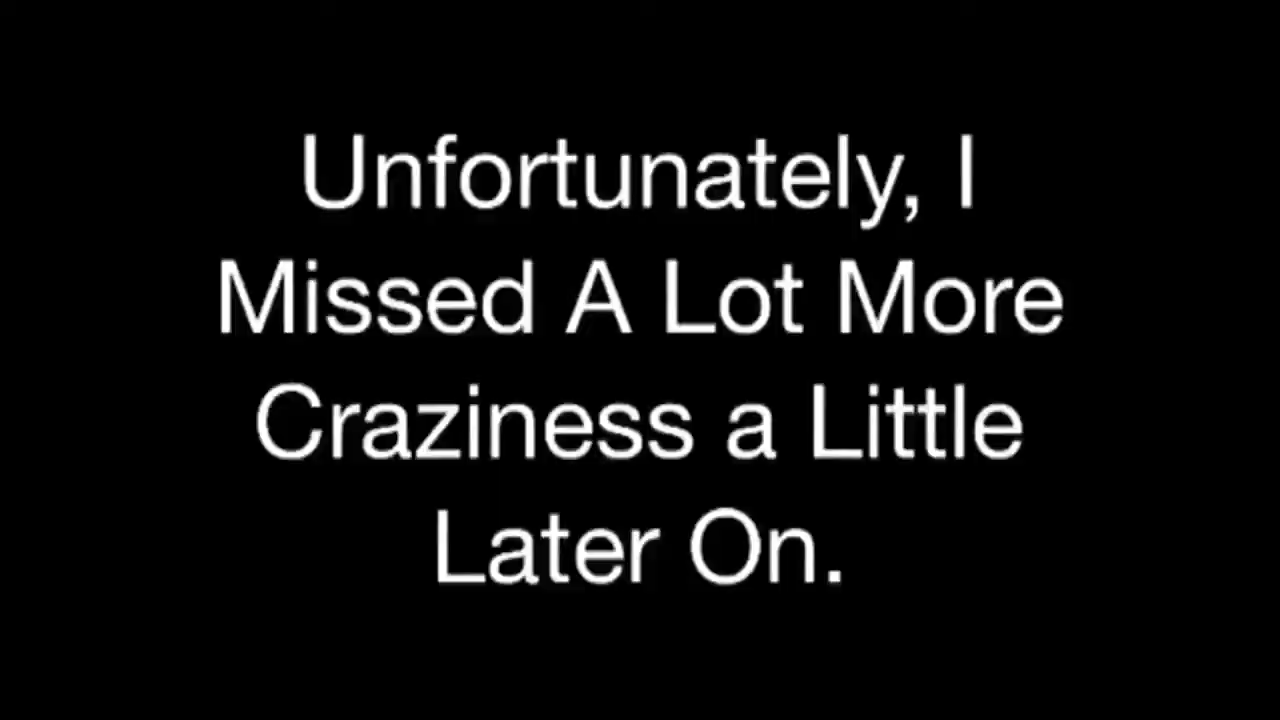 Unfortunately, I
Missed A Lot More
Craziness a Little
Later On.